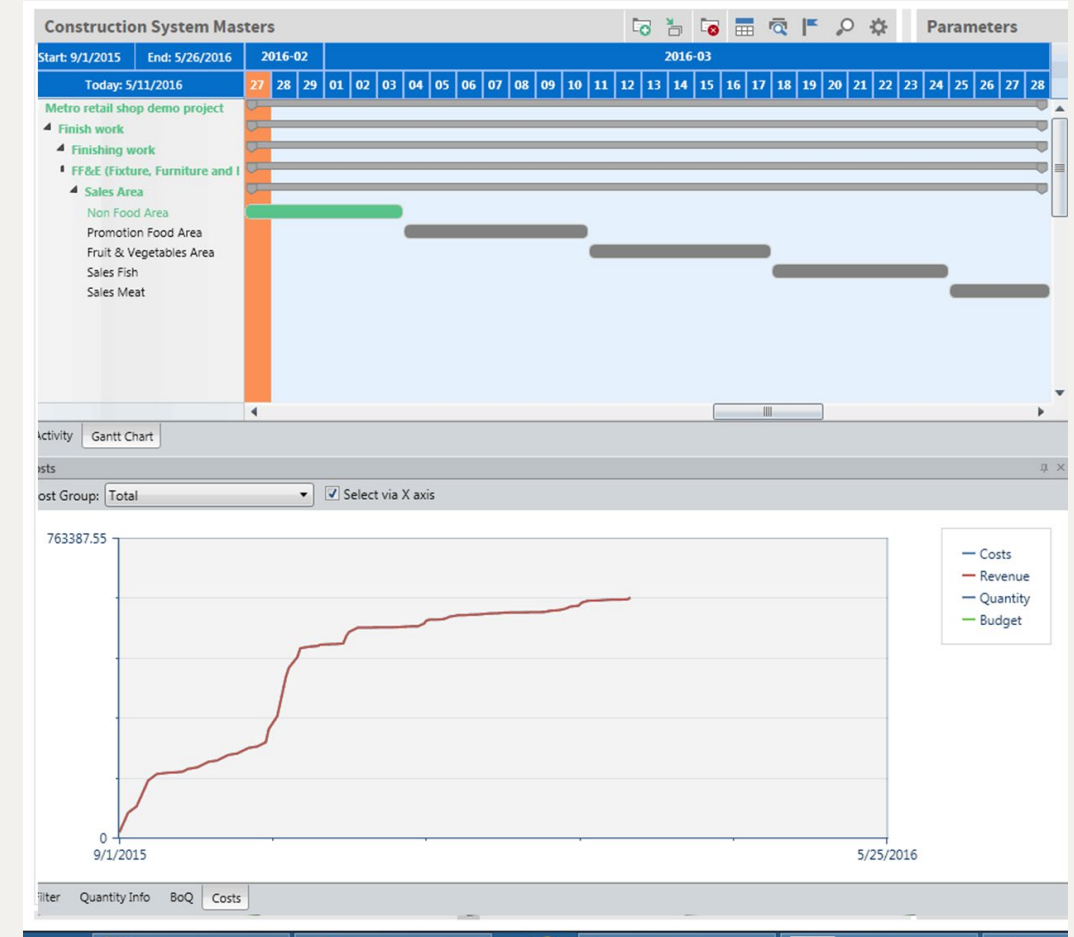 Construction System Masters
Parameters
Start: 9/1/2015 End: 5/26/2016 2016-02 2016-03
Today: 5/11/2016 27 28 29 01 02 03 04 05 06 07 08 09 10 11 12 13 14 15 16 17 18 19 20 21 22 23 24 25 26 27 28
Metro retail shop demo project
Finish work
Finishing work
FF&E (Fixture, Furniture and I
Sales Area
Non Food Area
Promotion Food Area
Fruit & Vegetables Area
Sales Fish
Sales Meat
Activity Gantt Chart
osts
ost Group: Total Select via X axis
763387.55
Costs
Revenue
Quantity
Budget
0
9/1/2015 5/25/2016
ilter Quantity Info BoQ Costs